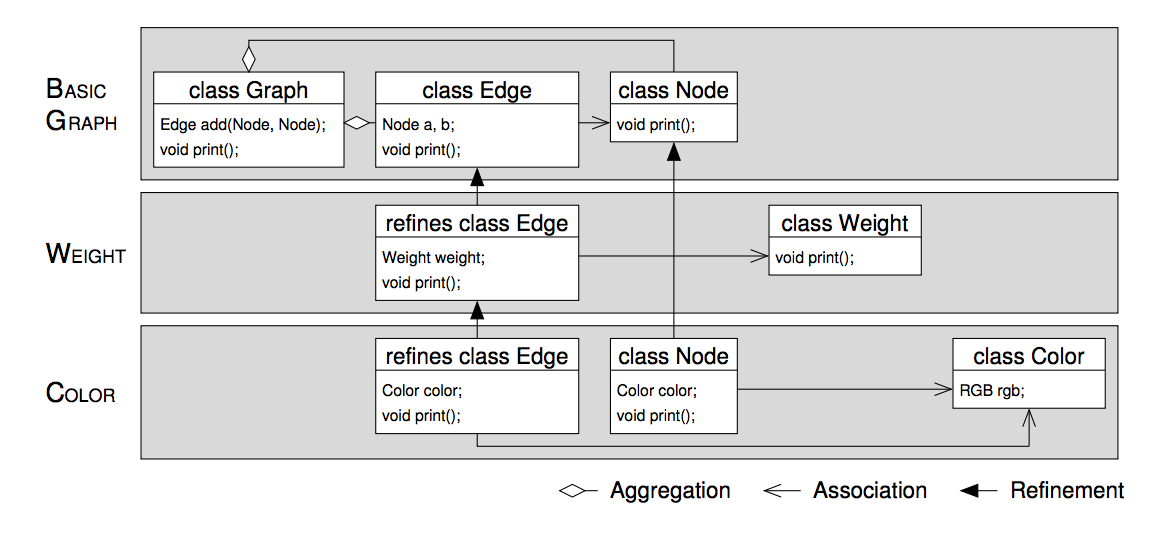 BASIC
GRAPH
class Graph
Edge add(Node, Node);
void print();
class Edge
Node a, b;
void print();
class Node
void print();
WEIGHT
refines class Edge
Weight weight;
void print();
class Weight
void print();
COLOR
refines class Edge
Color color;
void print();
class Node
Color color;
void print();
class Color
RGB rgb;
Aggregation
Association
Refinement